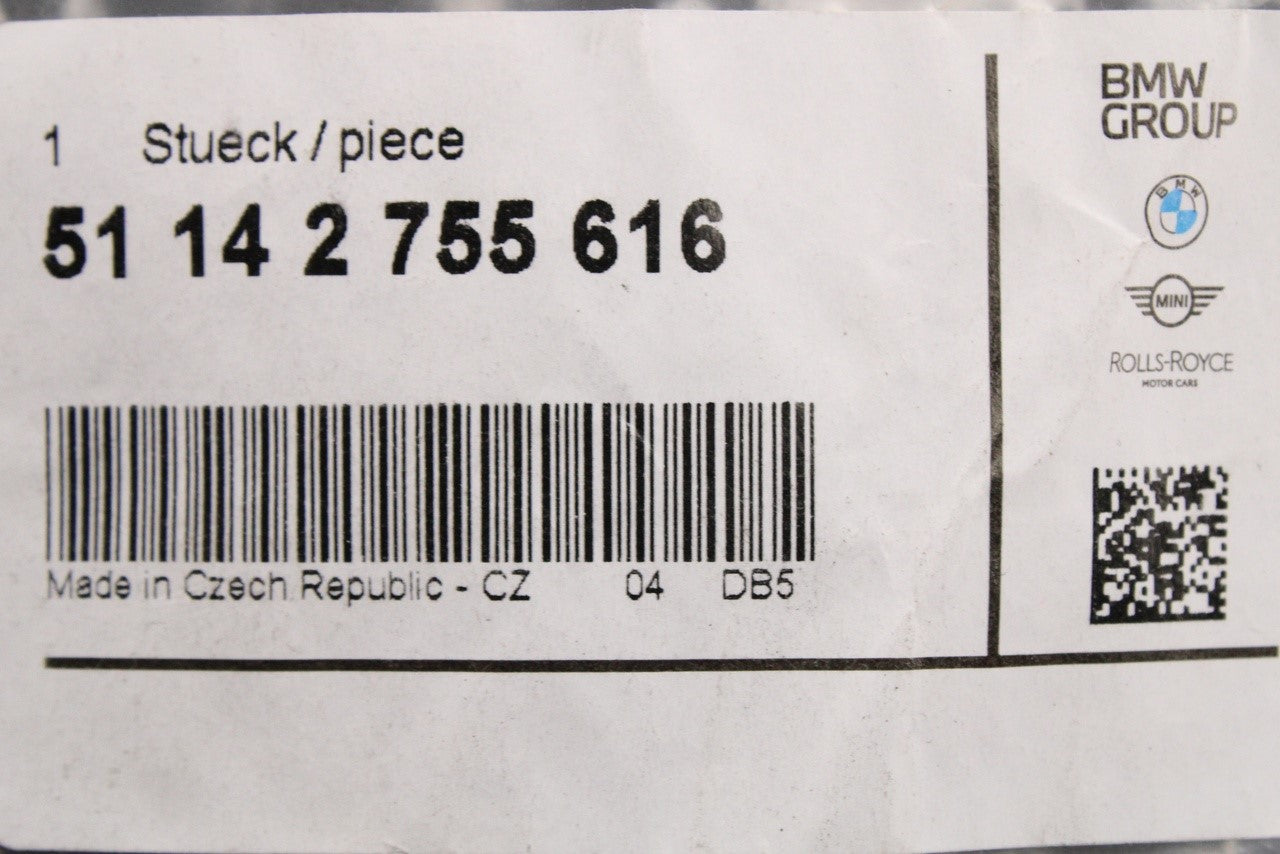 1 Stueck / piece
51 14 2 755 616
Made in Czech Republic - CZ 04 DB5
BMW
GROUP
BMW
MINI
ROLLS-ROYCE
MOTOR CARS